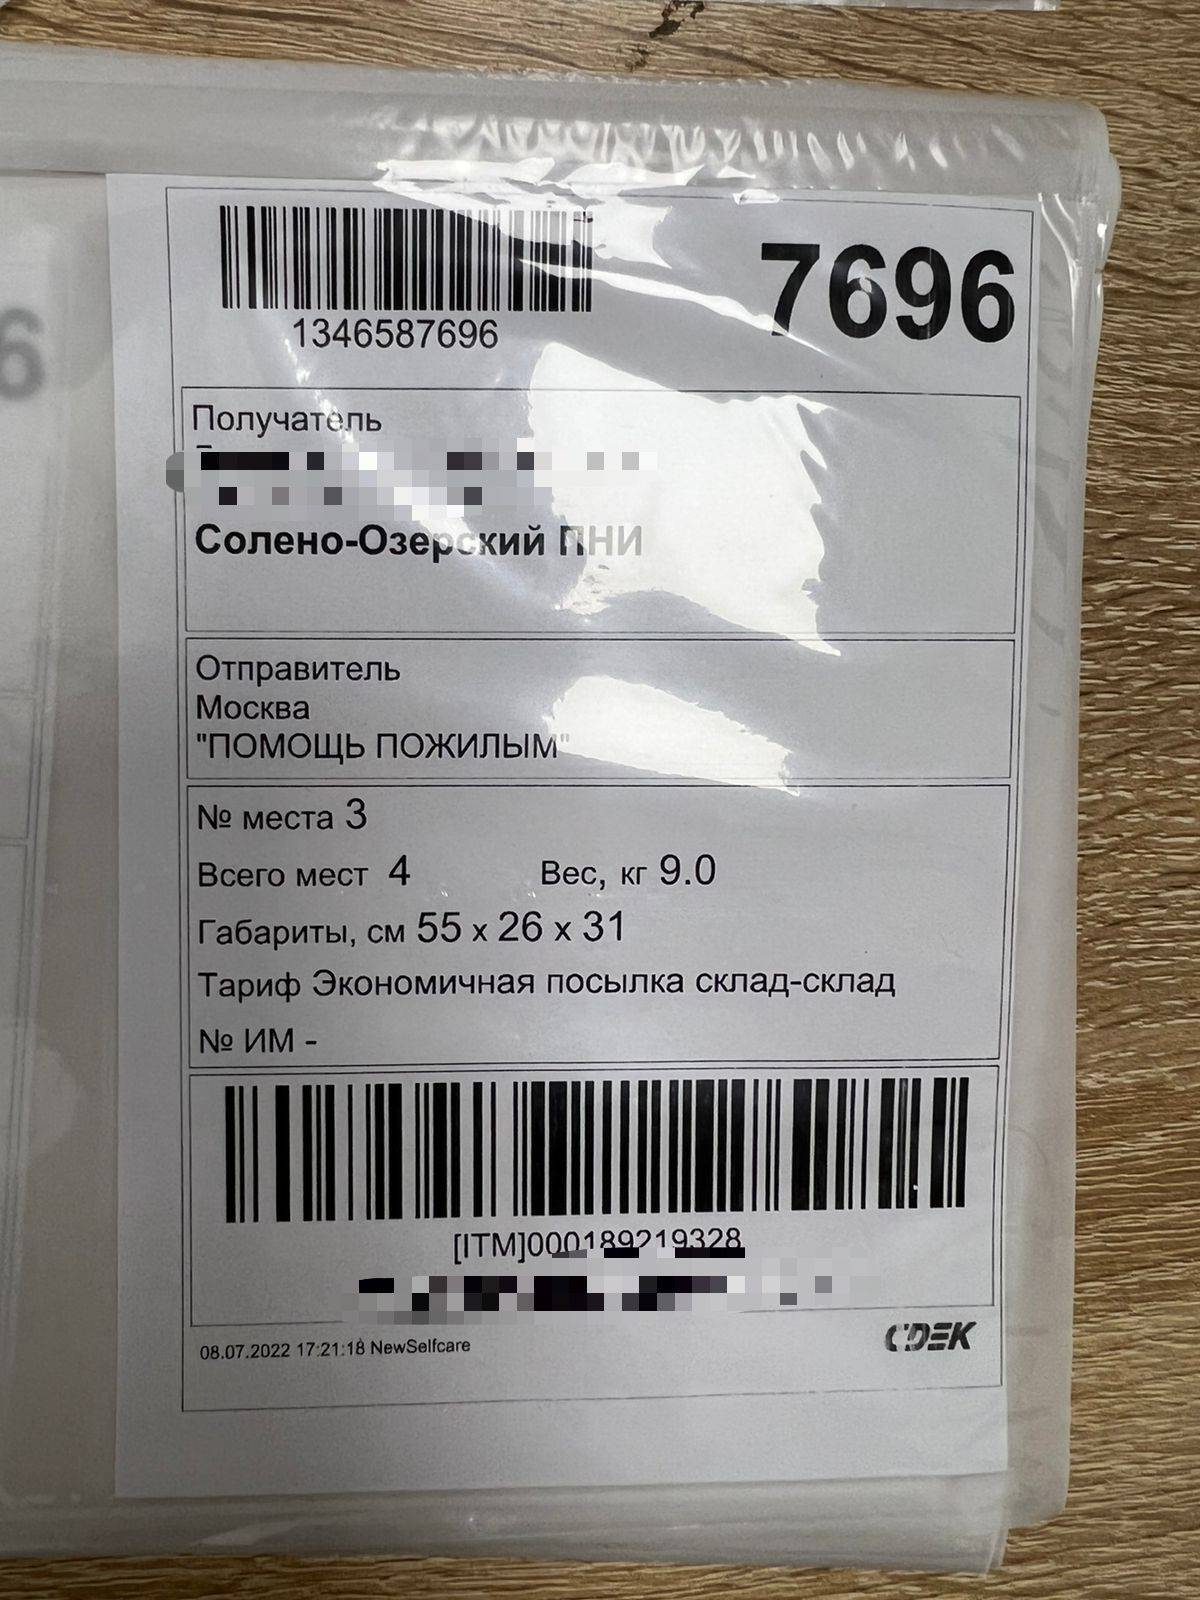 1346587696
7696
Получатель
Солено-Озерский ПНИ
Отправитель
Москва
"ПОМОЩЬ ПОЖИЛЫМ"
№ места 3
Всего мест 4 Вес, кг 9.0
Габариты, см 55 x 26 x 31
Тариф Экономичная посылка склад-склад
№ ИМ -
[ITM]000189219328
08.07.2022 17:21:18 NewSelfcare
CDEK
6